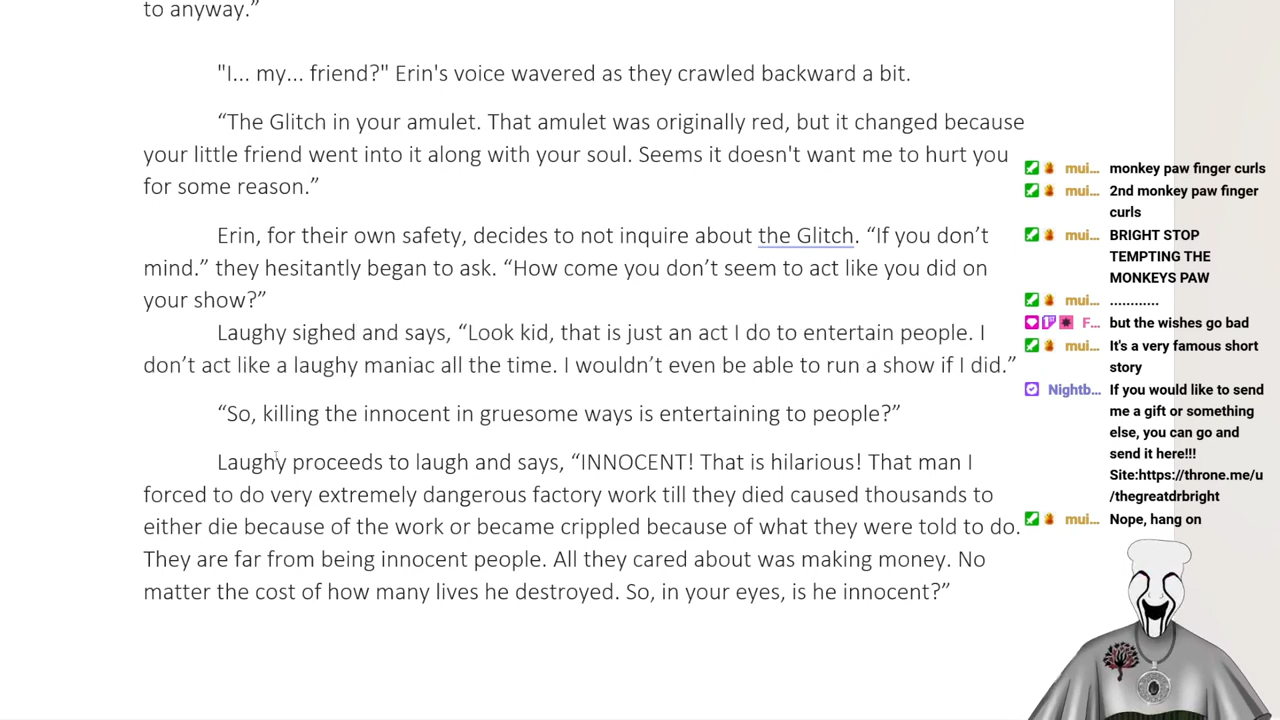 to anyway.”
"I... my... friend?" Erin's voice wavered as they crawled backward a bit.
“The Glitch in your amulet. That amulet was originally red, but it changed because
your little friend went into it along with your soul. Seems it doesn't want me to hurt you
for some reason.”
Erin, for their own safety, decides to not inquire about the Glitch. “If you don’t
mind.” they hesitantly began to ask. “How come you don’t seem to act like you did on
your show?”
Laughy sighed and says, “Look kid, that is just an act I do to entertain people. I
don’t act like a laughy maniac all the time. I wouldn’t even be able to run a show if I did.”
“So, killing the innocent in gruesome ways is entertaining to people?”
Laughy proceeds to laugh and says, “INNOCENT! That is hilarious! That man I
forced to do very extremely dangerous factory work till they died caused thousands to
either die because of the work or became crippled because of what they were told to do.
They are far from being innocent people. All they cared about was making money. No
matter the cost of how many lives he destroyed. So, in your eyes, is he innocent?”
mui... monkey paw finger curls
mui... 2nd monkey paw finger
curls
mui... BRIGHT STOP
TEMPTING THE
MONKEYS PAW
mui... ............
F... but the wishes go bad
mui... It's a very famous short
story
Nightb... If you would like to send
me a gift or something
else, you can go and
send it here!!!
Site:https://throne.me/u
/thegreatdrbright
mui... Nope, hang on